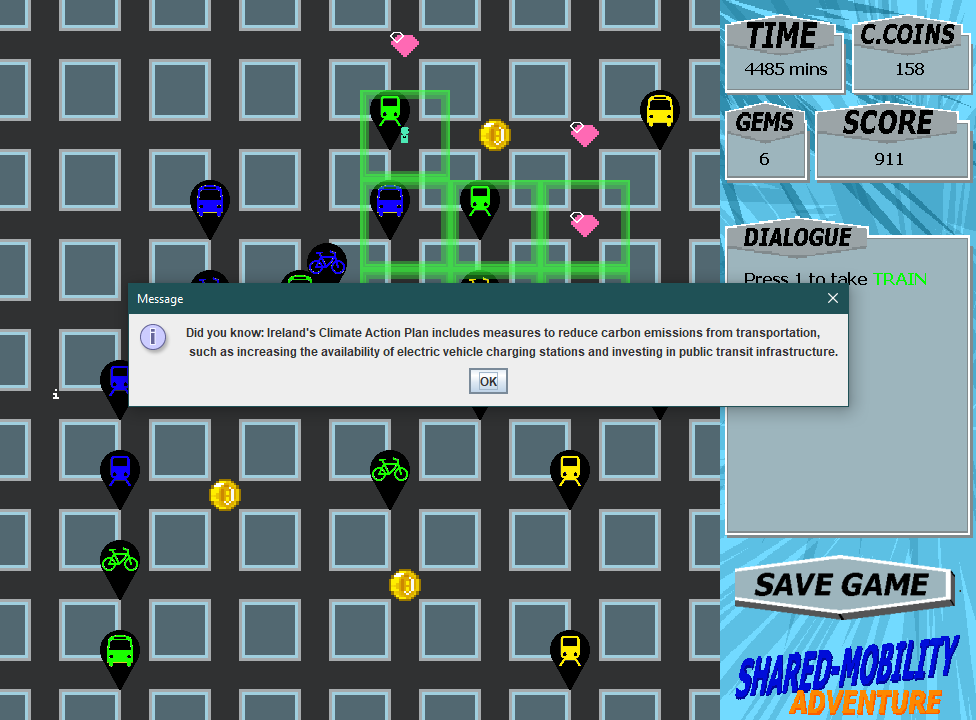 TIME
4485 mins
C.COINS
158
GEMS
6
SCORE
911
DIALOGUE
Press 1 to take TRAIN
Message
Did you know: Ireland's Climate Action Plan includes measures to reduce carbon emissions from transportation,
such as increasing the availability of electric vehicle charging stations and investing in public transit infrastructure.
OK
i
SAVE GAME
SHARED-MOBILITY
ADVENTURE